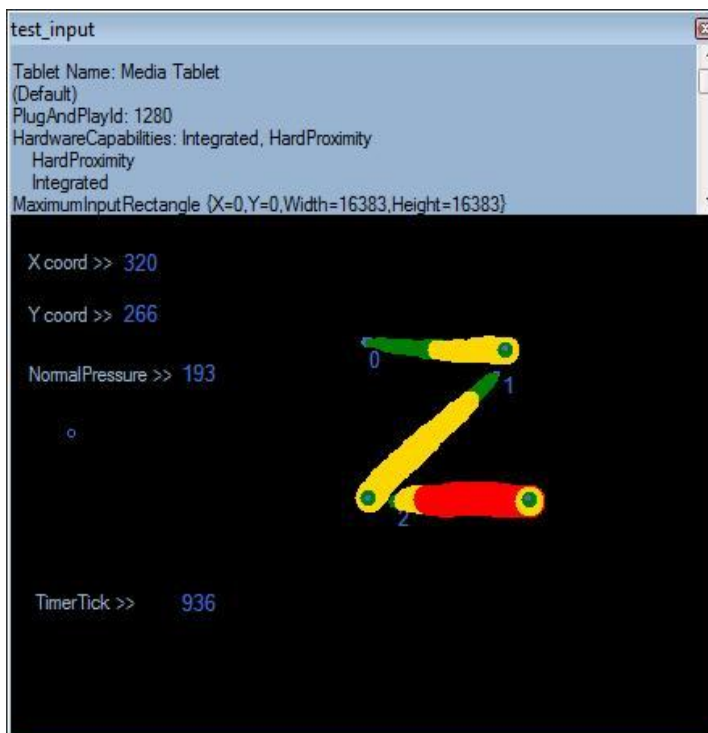 test_input
Tablet Name: Media Tablet
(Default)
PlugAndPlayId: 1280
HardwareCapabilities: Integrated, HardProximity
HardProximity
Integrated
MaximumInputRectangle {X=0,Y=0,Width=16383,Height=16383}
X coord >> 320
Y coord >> 266
0
NormalPressure >> 193
1
2
TimerTick >> 936